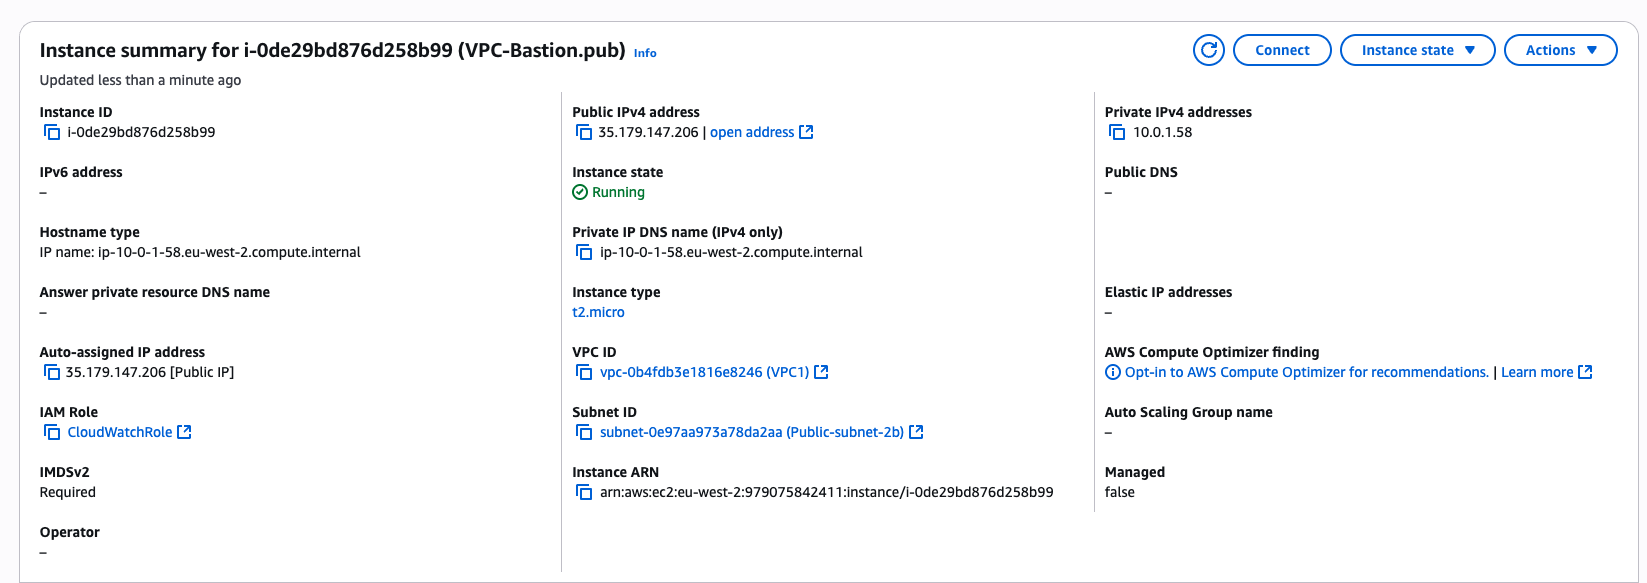 Instance summary for i-0de29bd876d258b99 (VPC-Bastion.pub) Info
Connect
Instance state
Actions
Updated less than a minute ago
Instance ID
i-0de29bd876d258b99
Public IPv4 address
35.179.147.206 | open address
Private IPv4 addresses
10.0.1.58
IPv6 address
–
Instance state
Running
Public DNS
–
Hostname type
IP name: ip-10-0-1-58.eu-west-2.compute.internal
Private IP DNS name (IPv4 only)
ip-10-0-1-58.eu-west-2.compute.internal
Answer private resource DNS name
–
Instance type
t2.micro
Elastic IP addresses
–
Auto-assigned IP address
35.179.147.206 [Public IP]
VPC ID
vpc-0b4fdb3e1816e8246 (VPC1)
AWS Compute Optimizer finding
Opt-in to AWS Compute Optimizer for recommendations. | Learn more
IAM Role
CloudWatchRole
Subnet ID
subnet-0e97aa973a78da2aa (Public-subnet-2b)
Auto Scaling Group name
–
IMDSv2
Required
Instance ARN
arn:aws:ec2:eu-west-2:979075842411:instance/i-0de29bd876d258b99
Managed
false
Operator
–